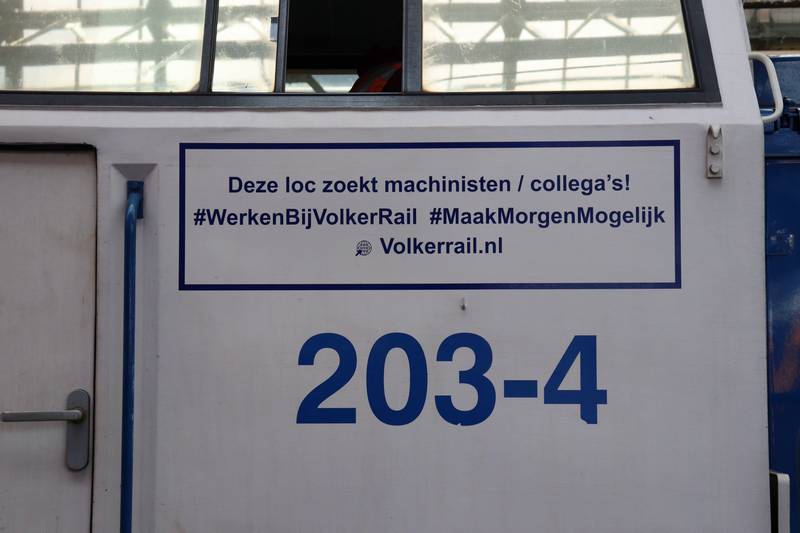 Deze loc zoekt machinisten / collega's!
#WerkenBijVolkerRail #MaakMorgenMogelijk
Volkerrail.nl
203-4